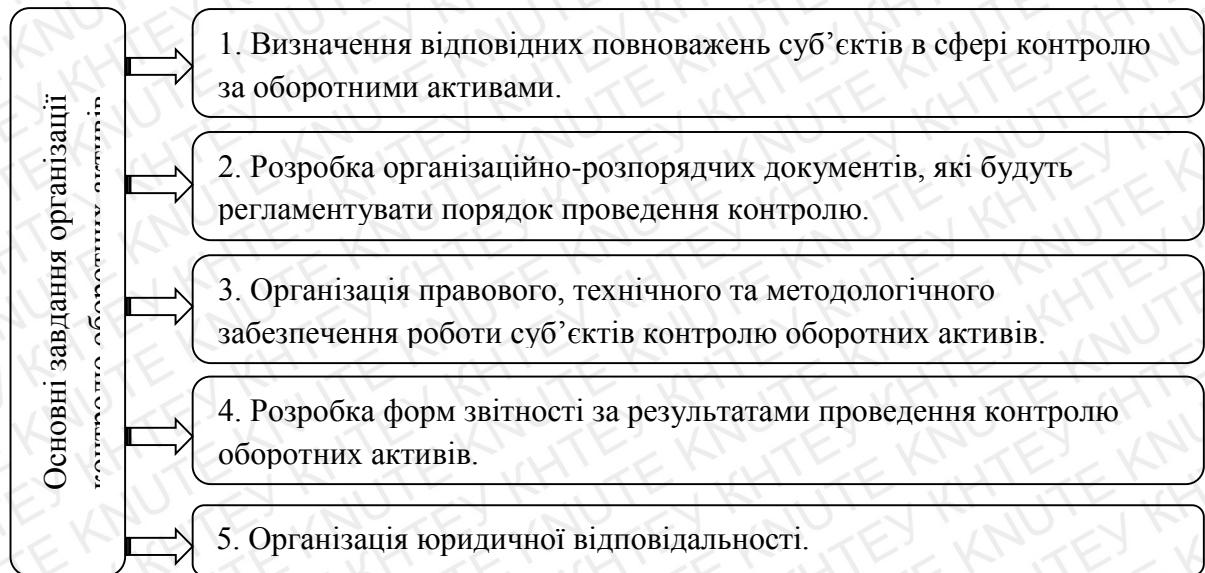 Основні завдання організації
контролю оборотних активів
1. Визначення відповідних повноважень суб’єктів в сфері контролю
за оборотними активами.
2. Розробка організаційно-розпорядчих документів, які будуть
регламентувати порядок проведення контролю.
3. Організація правового, технічного та методологічного
забезпечення роботи суб’єктів контролю оборотних активів.
4. Розробка форм звітності за результатами проведення контролю
оборотних активів.
5. Організація юридичної відповідальності.